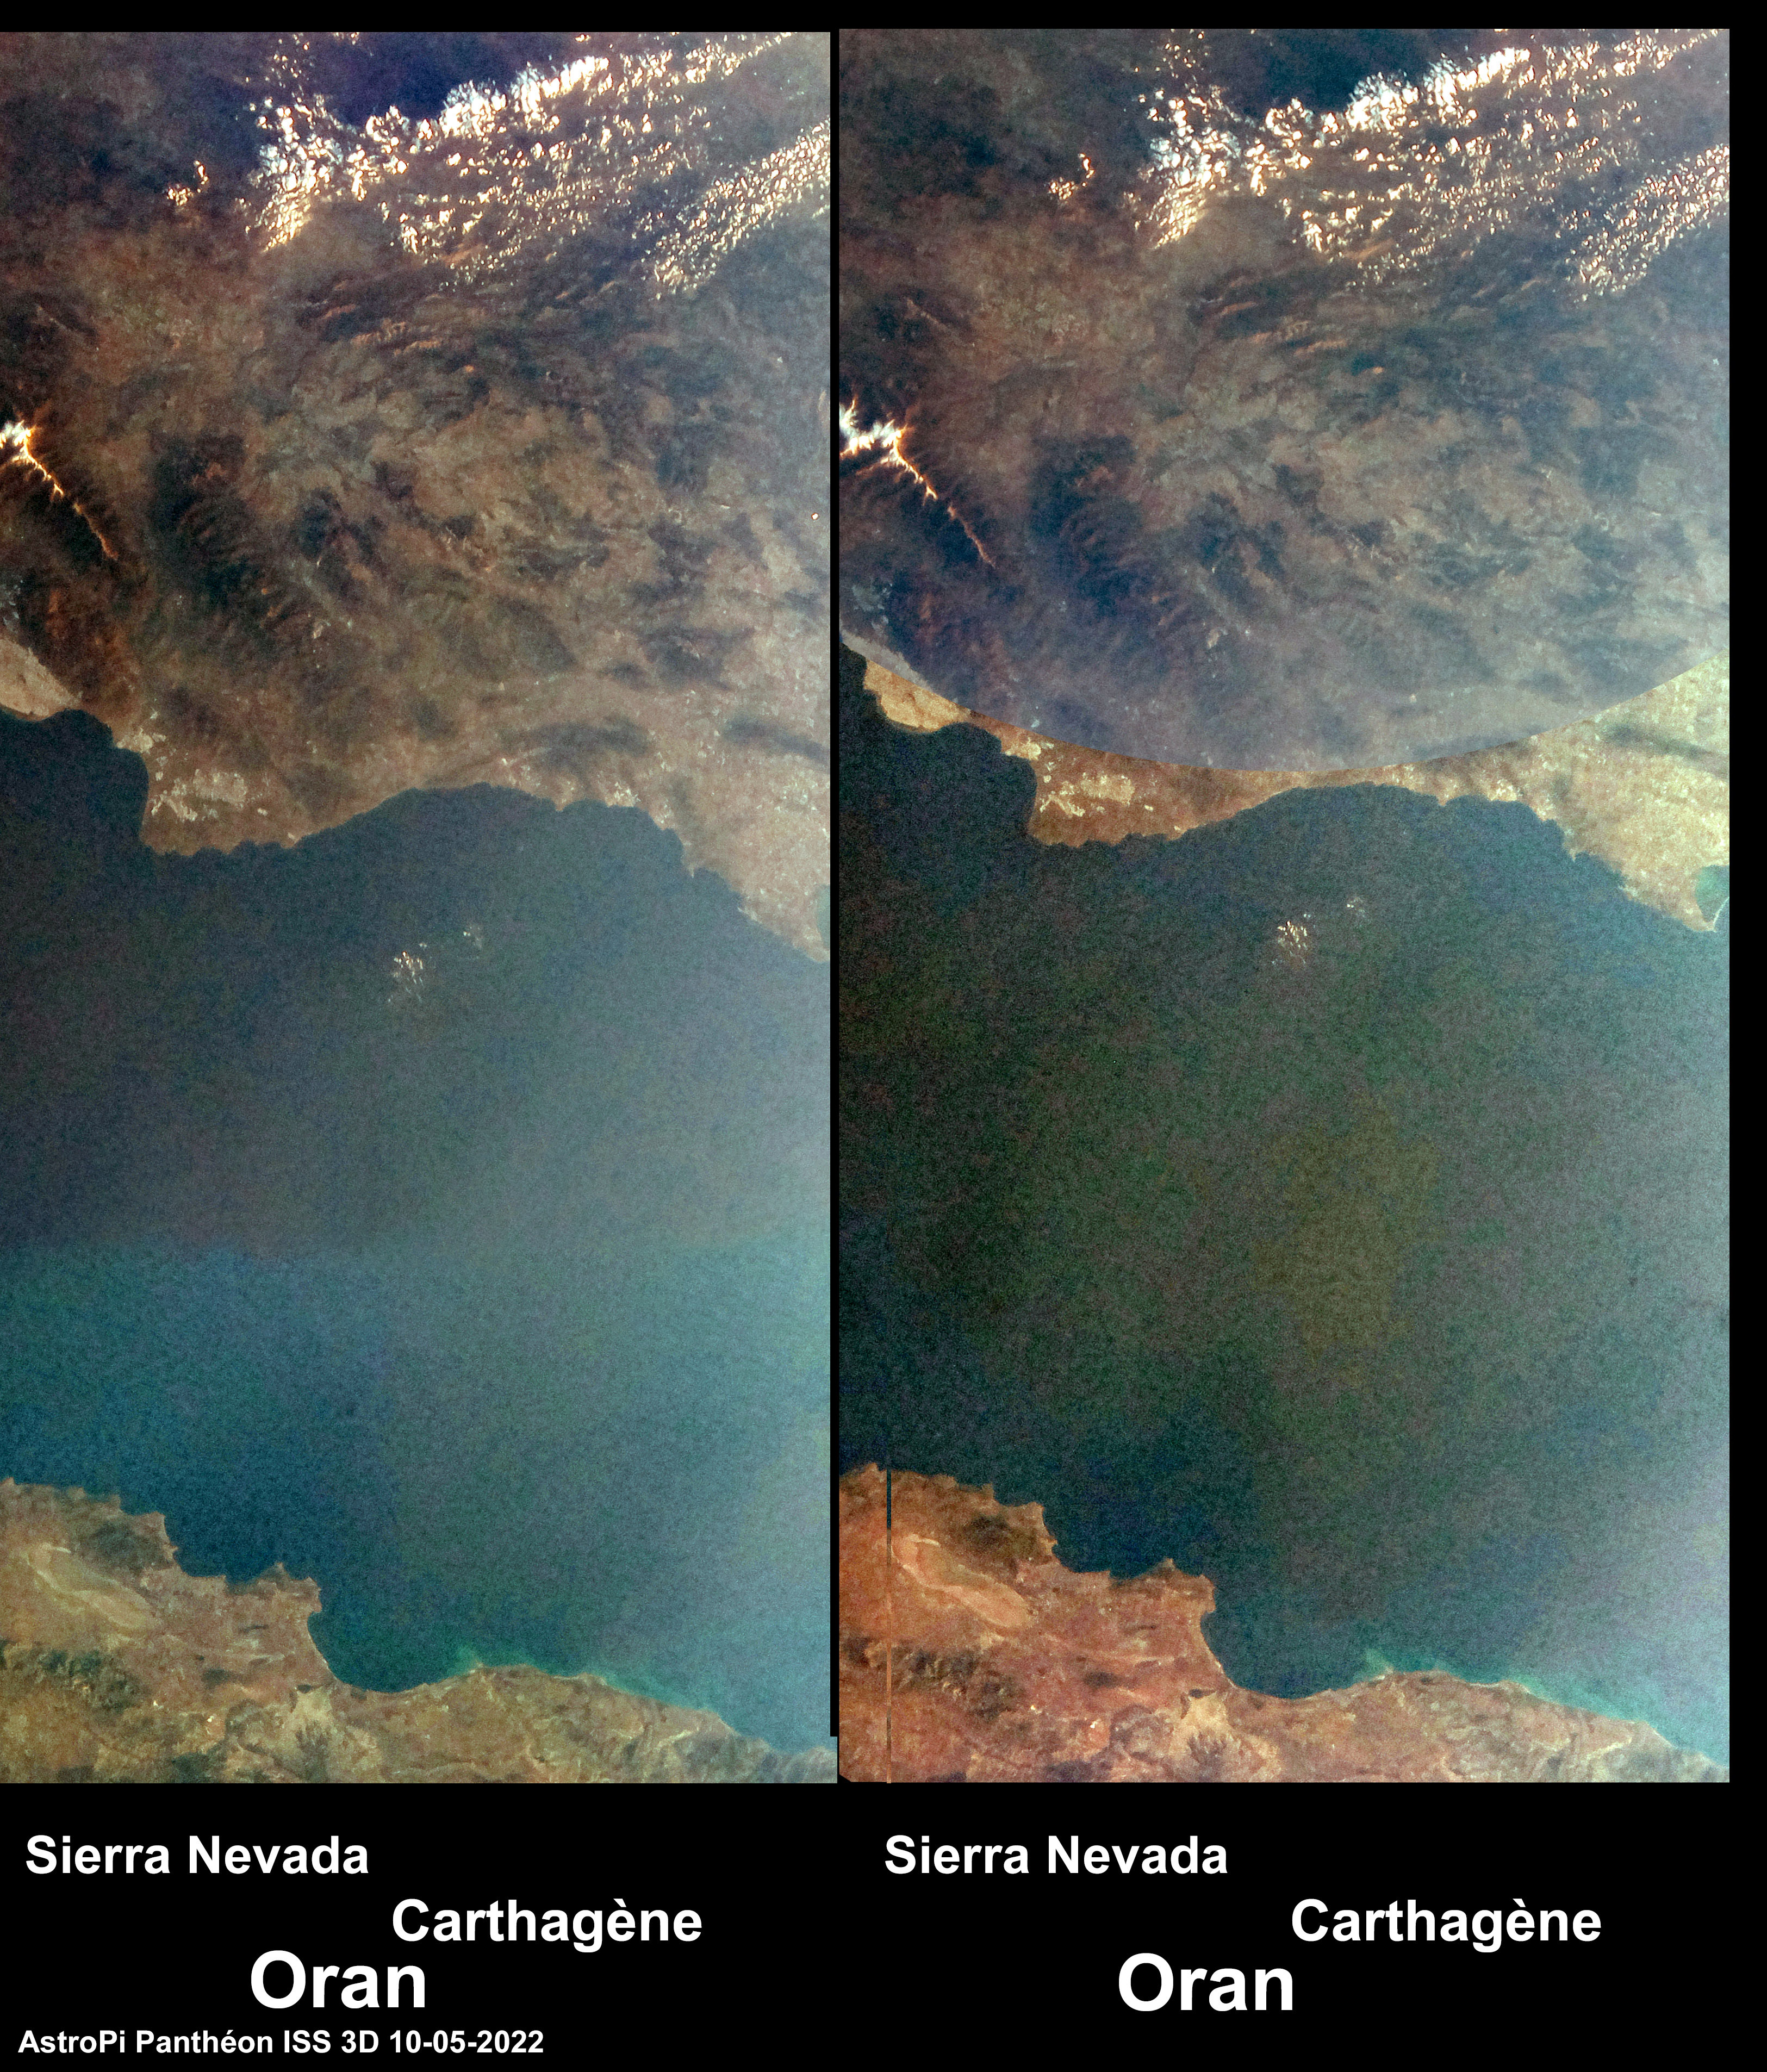 Sierra Nevada
Carthagène
Oran
AstroPi Panthéon ISS 3D 10-05-2022
Sierra Nevada
Carthagène
Oran